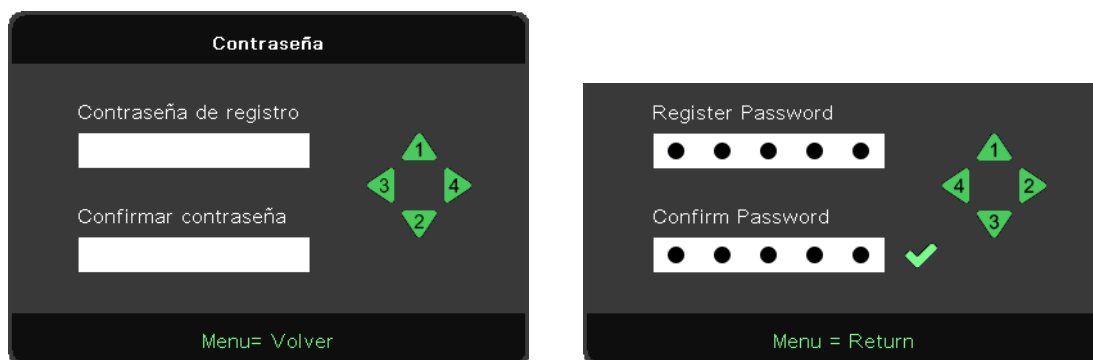 Contraseña
Contraseña de registro
1
3 4
Confirmar contraseña
2
Menu= Volver
Register Password
1
4 2
Confirm Password
3
Menu = Return